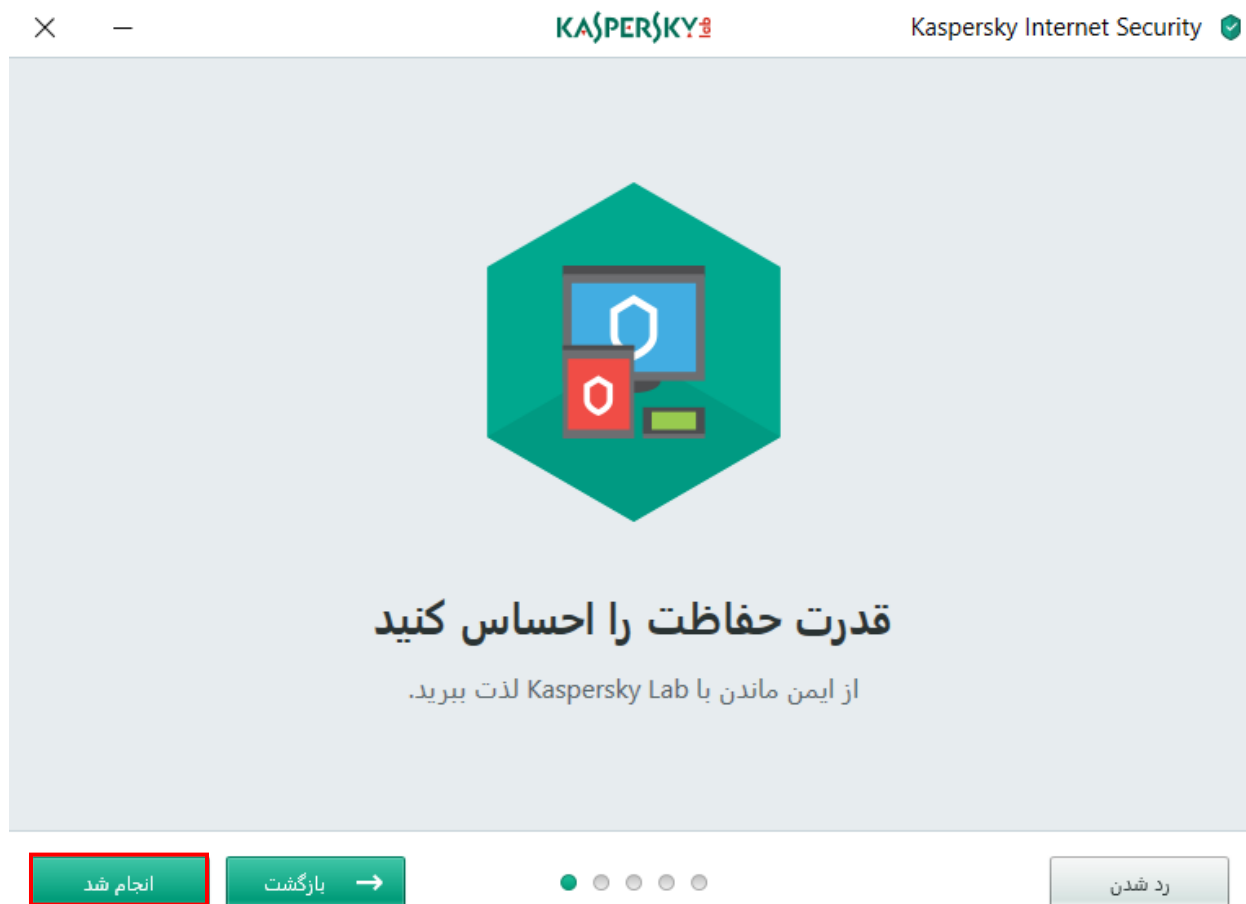 Kaspersky Internet Security
KASPERSKY lab
قدرت حفاظت را احساس کنید
از ایمن ماندن با Kaspersky Lab لذت ببرید.
رد شدن
بازگشت
انجام شد